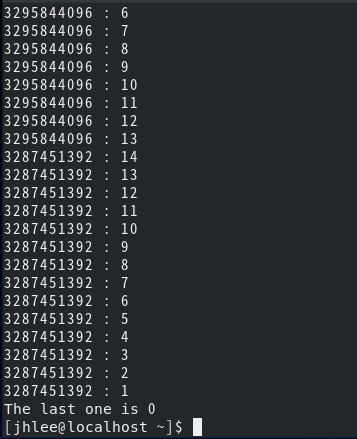 3295844096 : 6
3295844096 : 7
3295844096 : 8
3295844096 : 9
3295844096 : 10
3295844096 : 11
3295844096 : 12
3295844096 : 13
3287451392 : 14
3287451392 : 13
3287451392 : 12
3287451392 : 11
3287451392 : 10
3287451392 : 9
3287451392 : 8
3287451392 : 7
3287451392 : 6
3287451392 : 5
3287451392 : 4
3287451392 : 3
3287451392 : 2
3287451392 : 1
The last one is 0
[jhlee@localhost ~]$